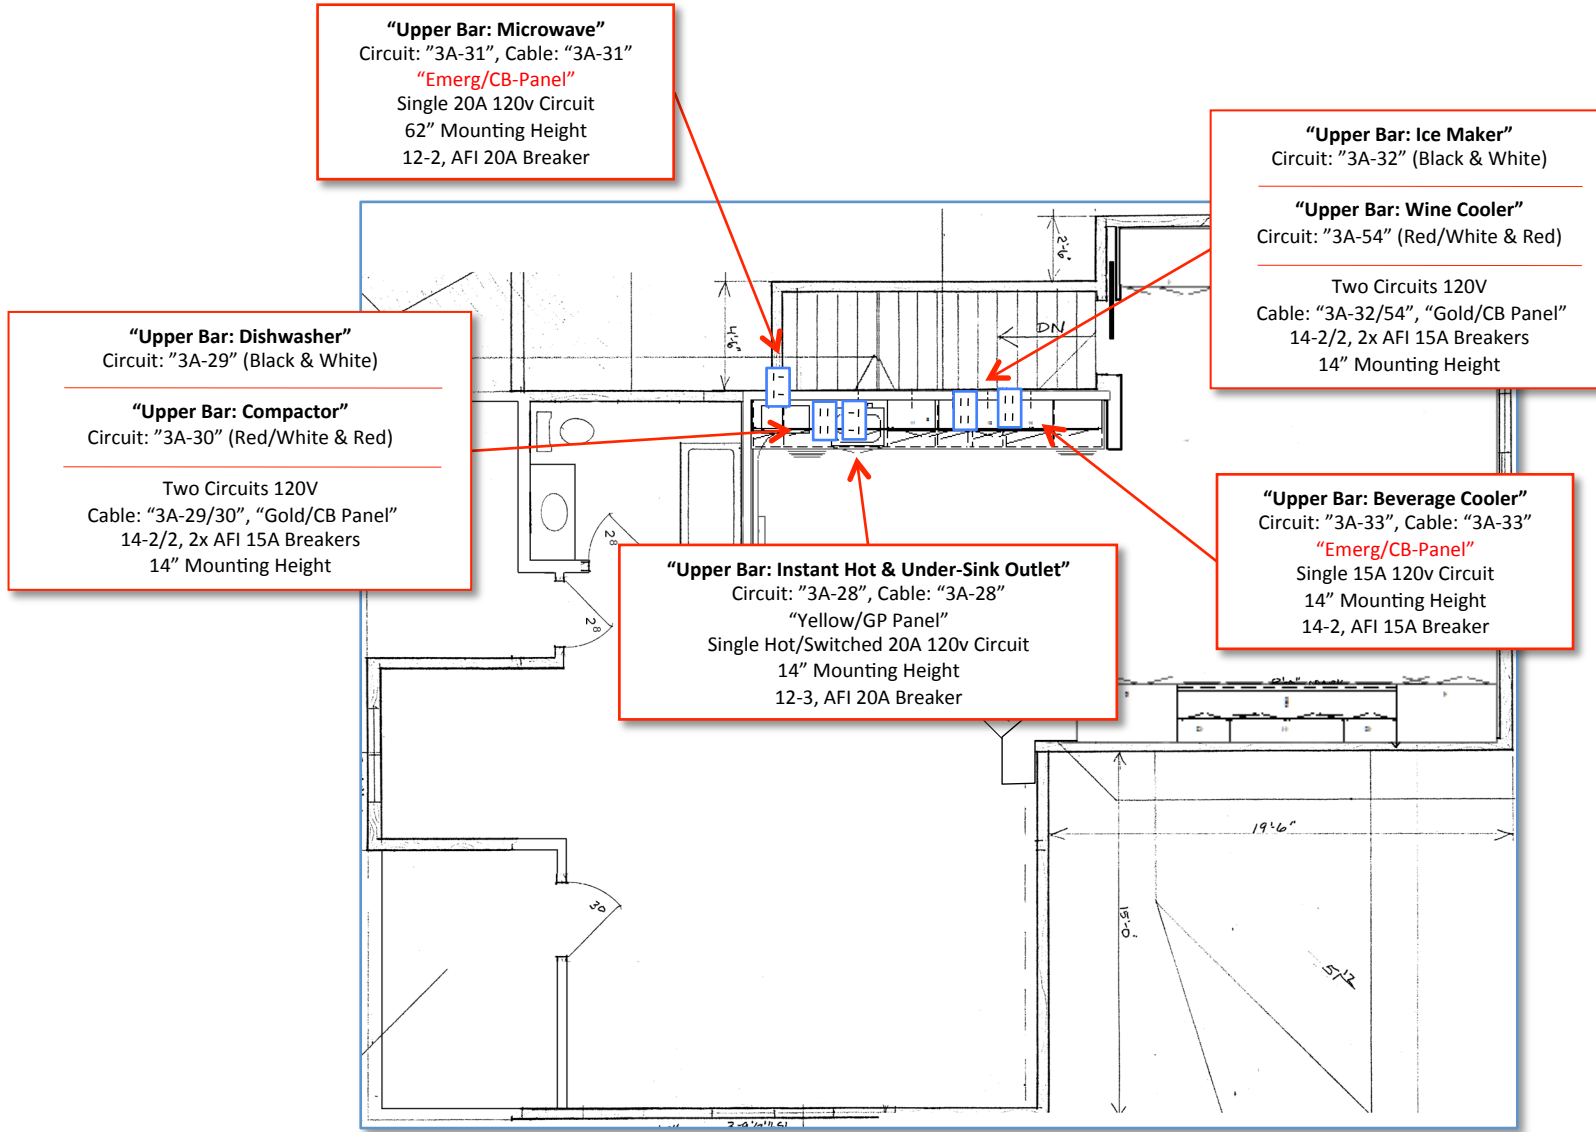 “Upper Bar: Microwave”
Circuit: ”3A-31”, Cable: “3A-31”
“Emerg/CB-Panel”
Single 20A 120v Circuit
62” Mounting Height
12-2, AFI 20A Breaker
“Upper Bar: Ice Maker”
Circuit: ”3A-32” (Black & White)
“Upper Bar: Wine Cooler”
Circuit: ”3A-54” (Red/White & Red)
Two Circuits 120V
Cable: “3A-32/54”, “Gold/CB Panel”
14-2/2, 2x AFI 15A Breakers
14” Mounting Height
2'-6"
4'-6"
DN
“Upper Bar: Dishwasher”
Circuit: ”3A-29” (Black & White)
“Upper Bar: Compactor”
Circuit: ”3A-30” (Red/White & Red)
Two Circuits 120V
Cable: “3A-29/30”, “Gold/CB Panel”
14-2/2, 2x AFI 15A Breakers
14” Mounting Height
“Upper Bar: Beverage Cooler”
Circuit: ”3A-33”, Cable: “3A-33”
“Emerg/CB-Panel”
Single 15A 120v Circuit
14” Mounting Height
14-2, AFI 15A Breaker
2⁸
“Upper Bar: Instant Hot & Under-Sink Outlet”
Circuit: ”3A-28”, Cable: “3A-28”
“Yellow/GP Panel”
Single Hot/Switched 20A 120v Circuit
14” Mounting Height
12-3, AFI 20A Breaker
2⁸
19'-6"
30
15'-0"